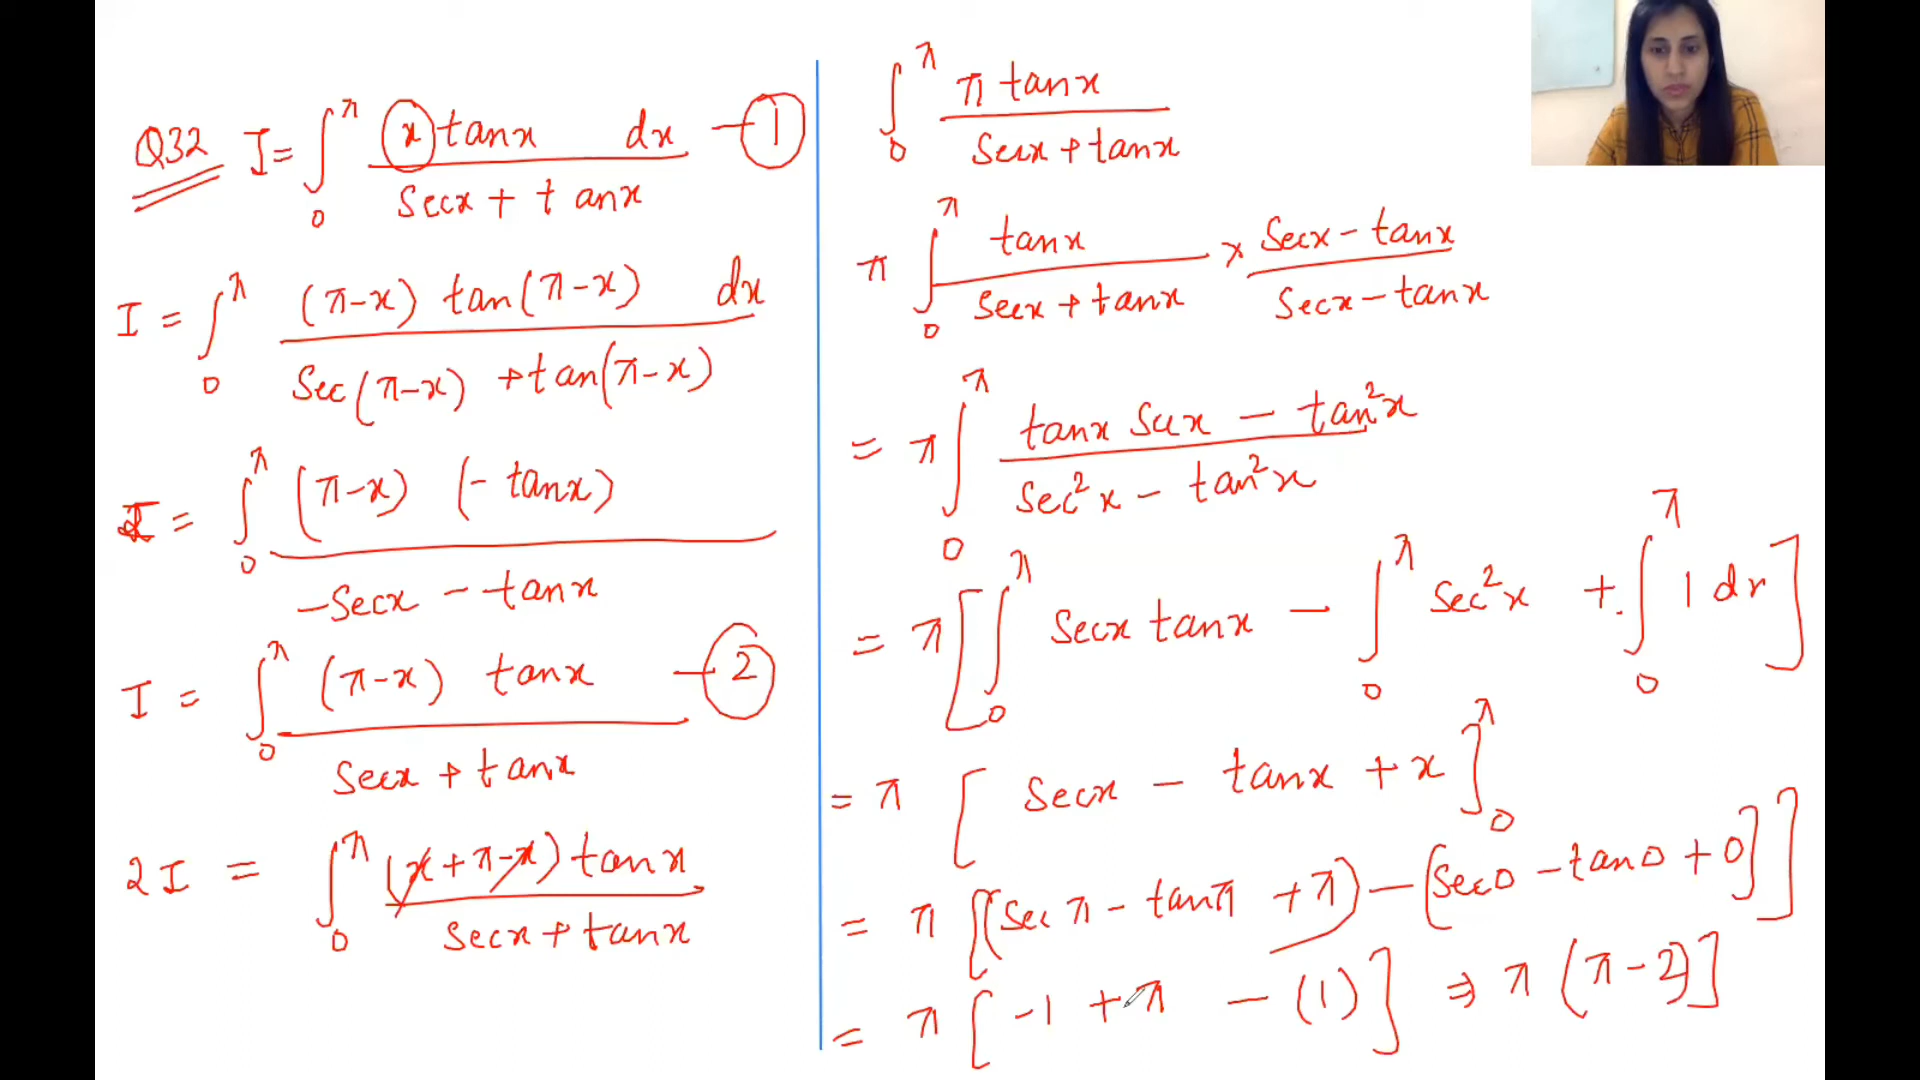 Q32 I = ∫₀^π x tanx dx / secx + tanx —①
I = ∫₀^π (π-x) tan(π-x) dx / Sec(π-x) + tan(π-x)
I = ∫₀^π (π-x) (-tanx) / -Secx - tanx
I = ∫₀^π (π-x) tanx / Secx + tanx —②
2I = ∫₀^π (x+π-x) tanx / secx + tanx
∫₀^π π tanx / Secx + tanx
π ∫₀^π tanx / Secx + tanx × Secx - tanx / Secx - tanx
= π ∫₀^π tanx Secx - tan²x / Sec²x - tan²x
= π [ ∫₀^π Secx tanx - ∫₀^π Sec²x + ∫₀^π 1 dx ]
= π [ Secx - tanx + x ]₀^π
= π [(Sec π - tan π + π) - (Sec0 - tan0 + 0)]
= π [ -1 + π - (1) ] ⇒ π (π-2)]